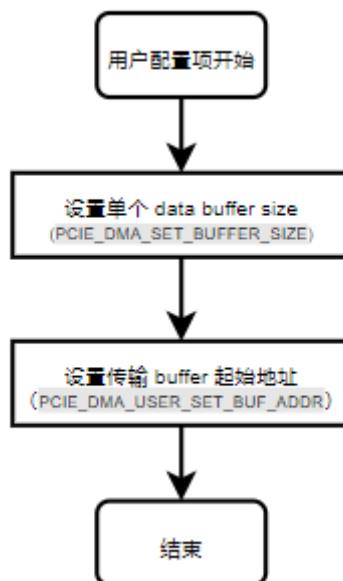 用户配置项开始
设置单个 data buffer size
(PCIE_DMA_SET_BUFFER_SIZE)
设置传输 buffer 起始地址
（PCIE_DMA_USER_SET_BUF_ADDR）
结束